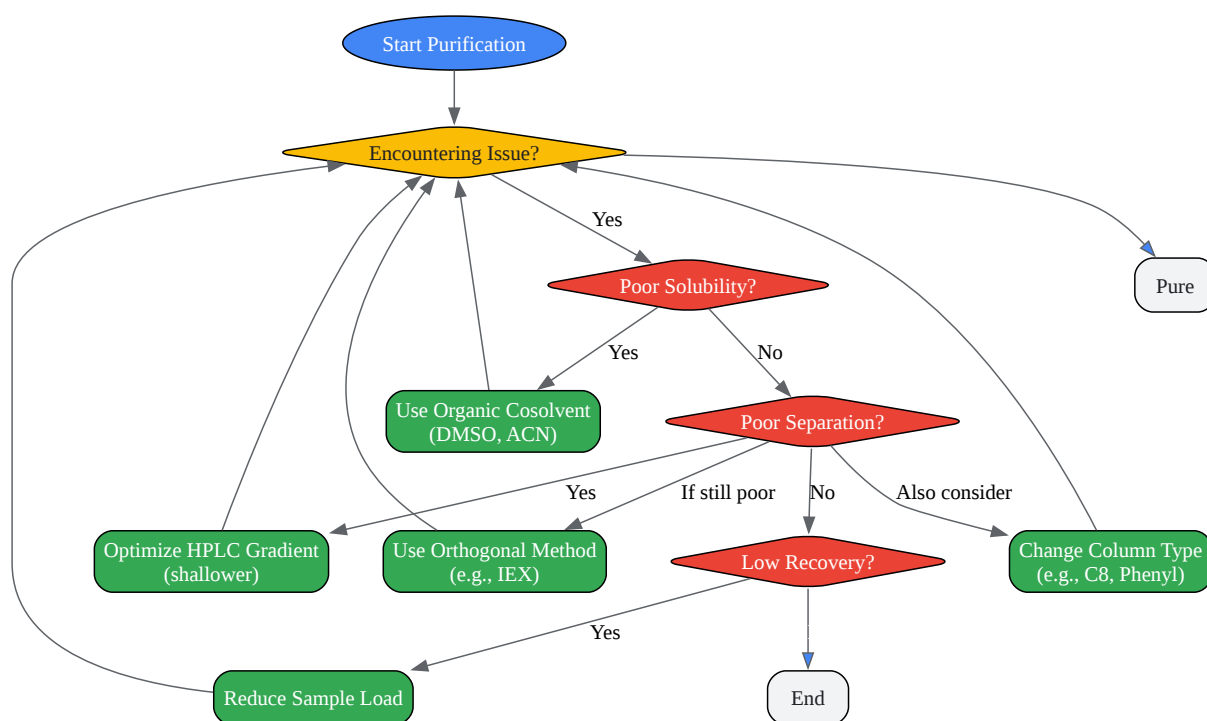 Start Purification
Encountering Issue?
Yes
Poor Solubility?
Pure
Yes
No
Use Organic Cosolvent
(DMSO, ACN)
Poor Separation?
Yes
If still poor
No
Also consider
Optimize HPLC Gradient
(shallower)
Use Orthogonal Method
(e.g., IEX)
Low Recovery?
Change Column Type
(e.g., C8, Phenyl)
Yes
Reduce Sample Load
End